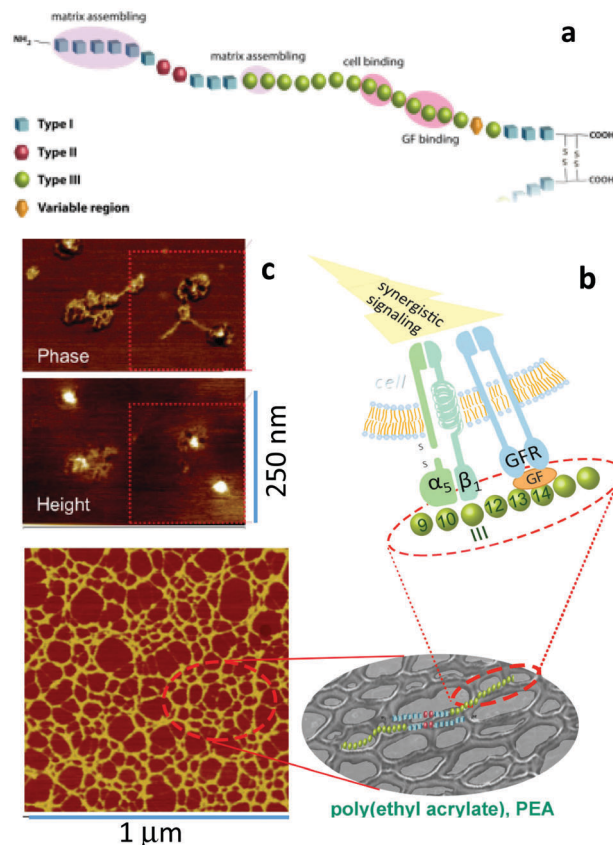 a
matrix assembling
NH2
matrix assembling
cell binding
GF binding
COOH
S S
S S
COOH
Type I
Type II
Type III
Variable region
c
Phase
Height
250 nm
1 μm
b
synergistic
signaling
cell
S
S
α5 β1
GFR
GF
9 10 12 13 14
III
poly(ethyl acrylate), PEA